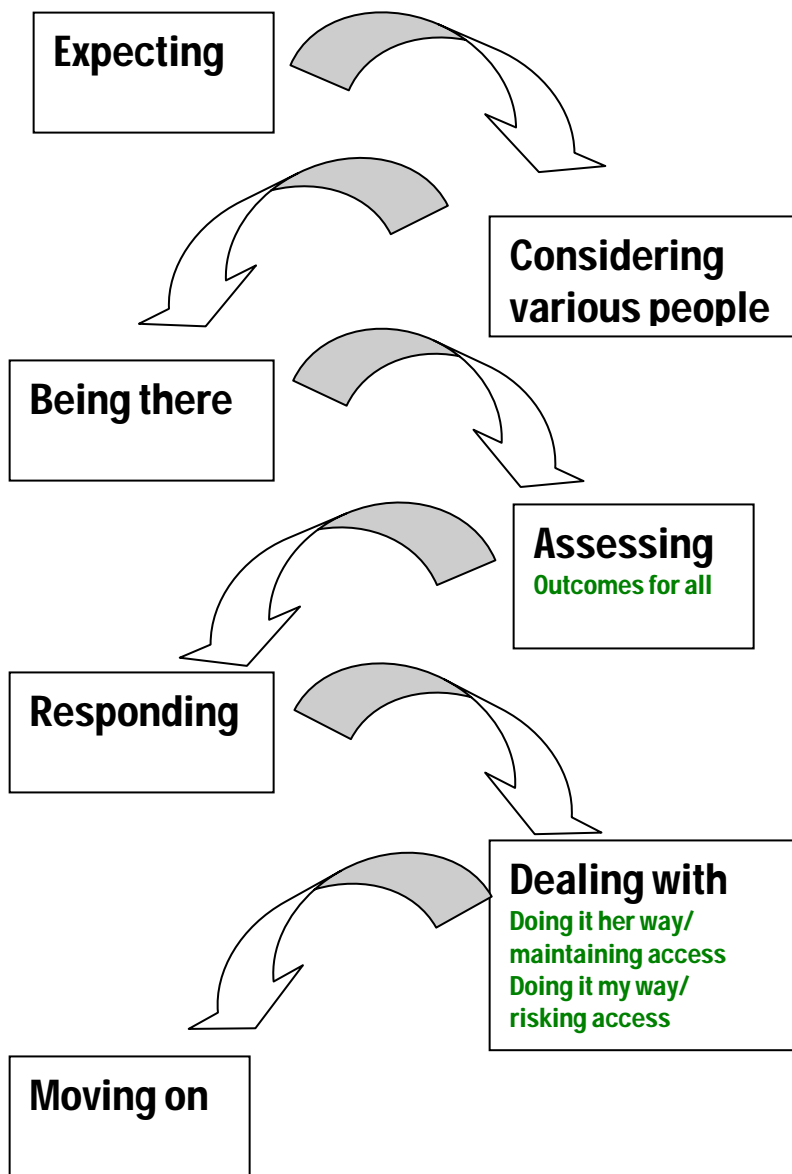 Expecting
Considering
various people
Being there
Assessing
Outcomes for all
Responding
Dealing with
Doing it her way/
maintaining access
Doing it my way/
risking access
Moving on